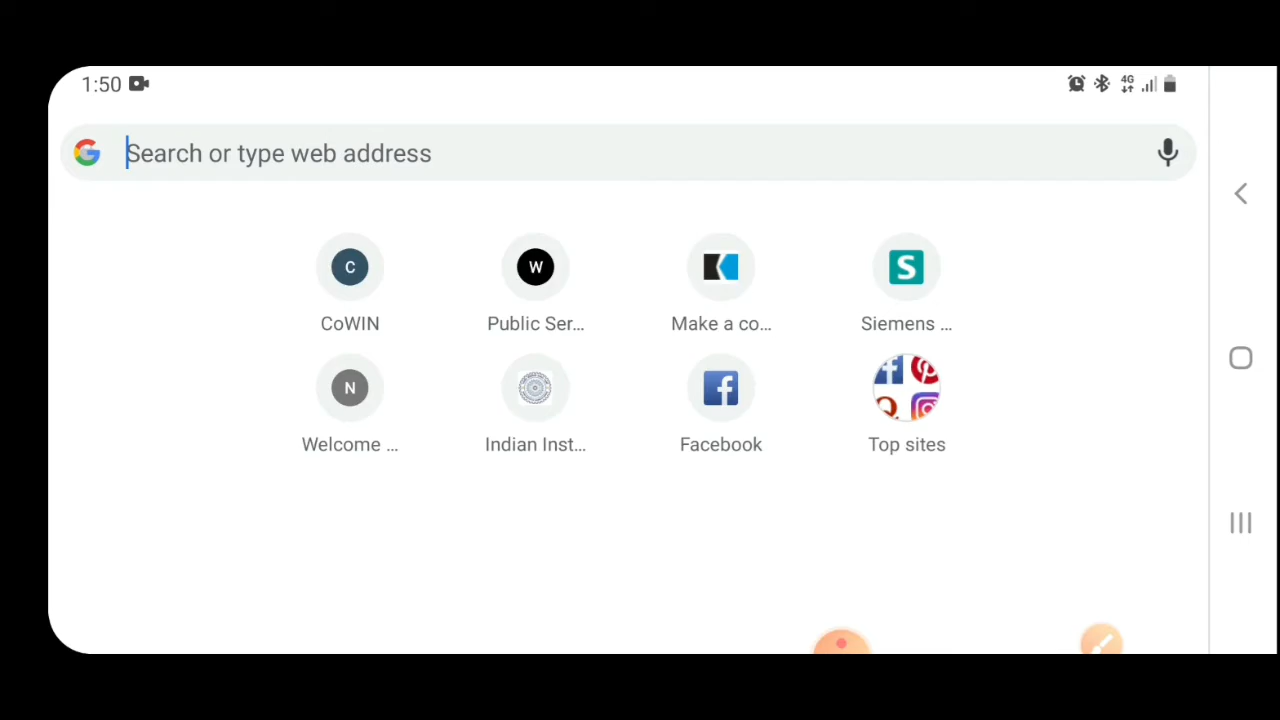 1:50
4G
Search or type web address
C
W
S
CoWIN
Public Ser...
Make a co...
Siemens ...
N
Welcome ...
Indian Inst...
Facebook
Top sites